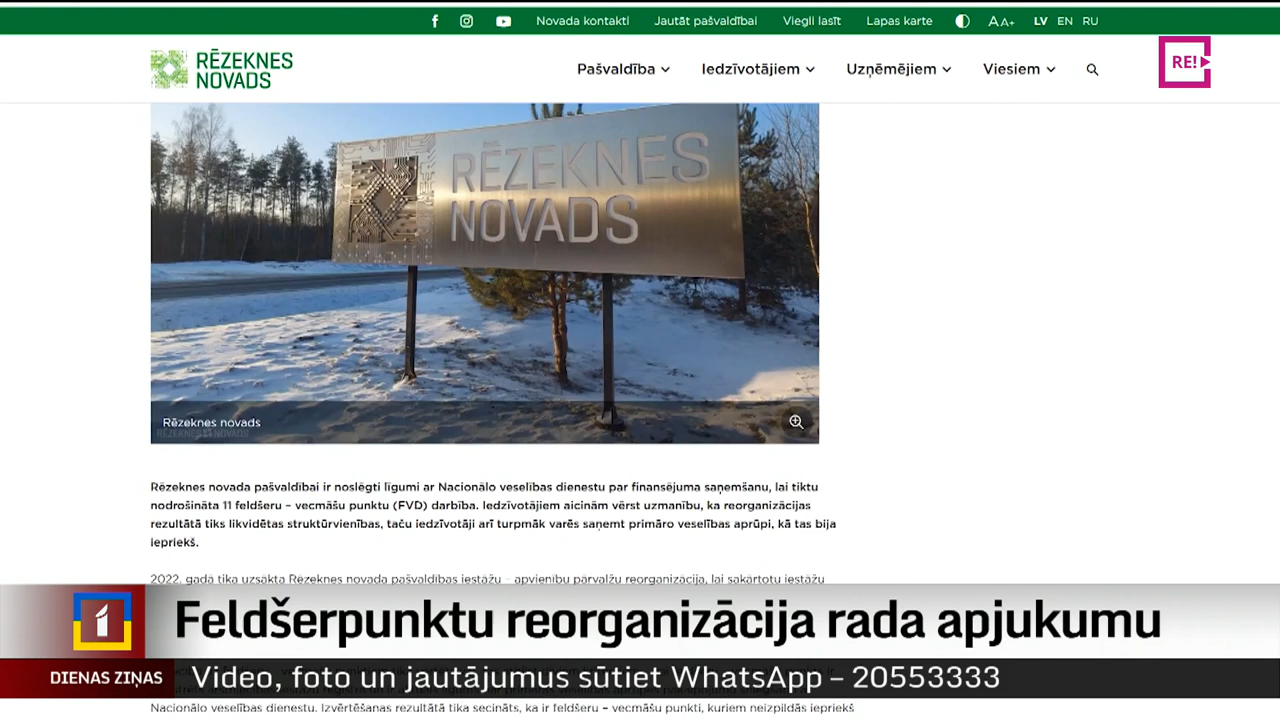 Novada kontakti Jautāt pašvaldībai Viegli lasīt Lapas karte AA+ LV EN RU
RĒZEKNES
NOVADS
Pašvaldība Iedzīvotājiem Uzņēmējiem Viesiem
RE!
RĒZEKNES
NOVADS
Rēzeknes novads
RĒZEKNES NOVADS
Rēzeknes novada pašvaldībai ir noslēgti līgumi ar Nacionālo veselības dienestu par finansējuma saņemšanu, lai tiktu
nodrošināta 11 feldšeru – vecmāšu punktu (FVD) darbība. Iedzīvotājiem aicinām vērst uzmanību, ka reorganizācijas
rezultātā tiks likvidētas struktūrvienības, taču iedzīvotāji arī turpmāk varēs saņemt primāro veselības aprūpi, kā tas bija
iepriekš.
2022. gadā tika uzsākta Rēzeknes novada pašvaldības iestāžu – apvienību pārvalžu reorganizācija, lai sakārtotu iestāžu
1
Feldšerpunktu reorganizācija rada apjukumu
DIENAS ZIŅAS
Video, foto un jautājumus sūtiet WhatsApp – 20553333
Nacionālo veselības dienestu. Izvērtēšanas rezultātā tika secināts, ka ir feldšeru – vecmāšu punkti, kuriem neizpildās iepriekš